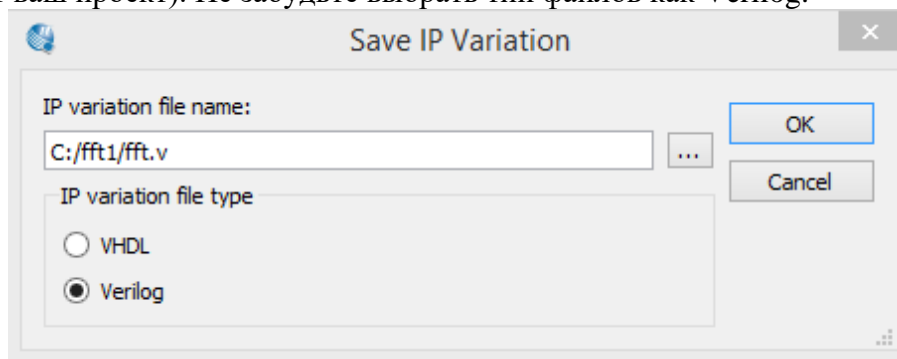 ваш проект). Не забудьте выбрать тип файлов как Verilog.
Save IP Variation
IP variation file name:
C:/fft1/fft.v
...
OK
Cancel
IP variation file type
VHDL
Verilog